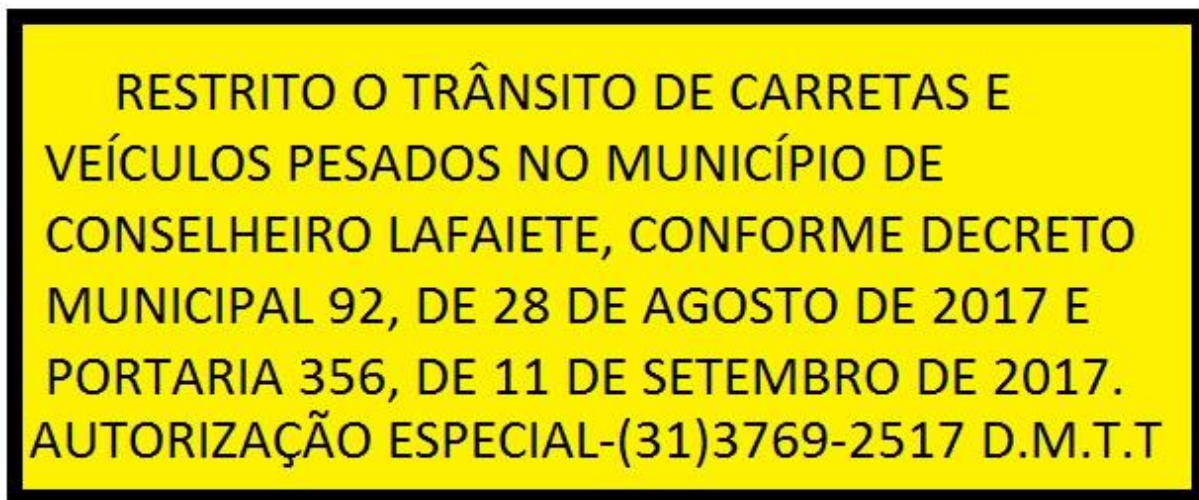 RESTRITO O TRÂNSITO DE CARRETAS E
VEÍCULOS PESADOS NO MUNICÍPIO DE
CONSELHEIRO LAFAIETE, CONFORME DECRETO
MUNICIPAL 92, DE 28 DE AGOSTO DE 2017 E
PORTARIA 356, DE 11 DE SETEMBRO DE 2017.
AUTORIZAÇÃO ESPECIAL-(31)3769-2517 D.M.T.T